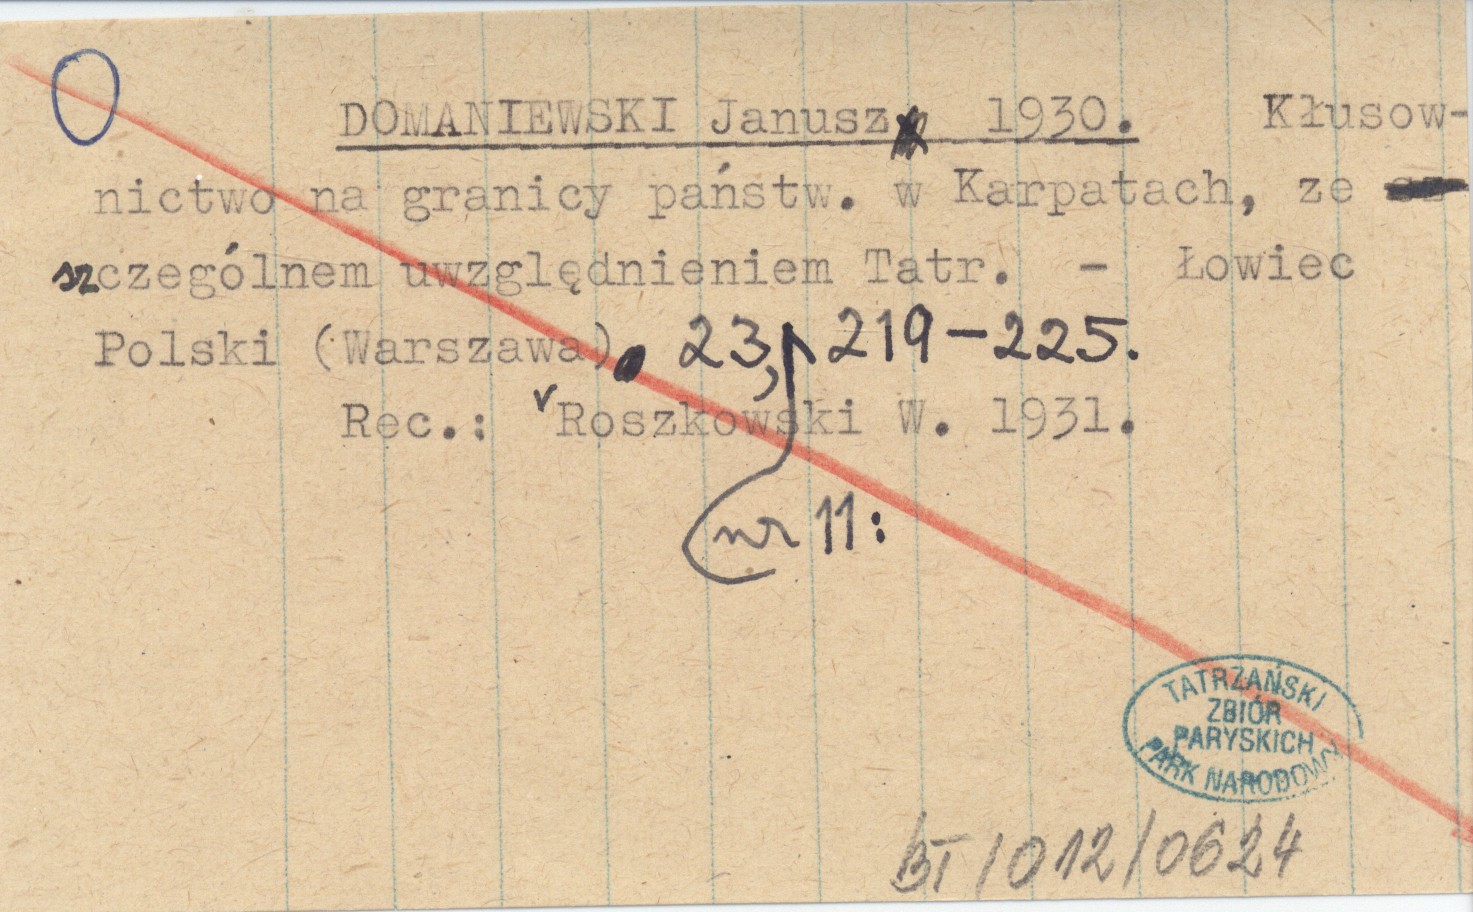 DOMANIEWSKI Janusz 1930. Kłusow-
nictwo na granicy państw. w Karpatach, ze
szczególnem uwzględnieniem Tatr. - Łowiec
Polski (Warszawa). 23, 219-225.
Rec.: Roszkowski W. 1931.
nr 11:
TATRZAŃSKI
ZBIÓR
PARYSKICH
PARK NARODOWY
BT/012/0624